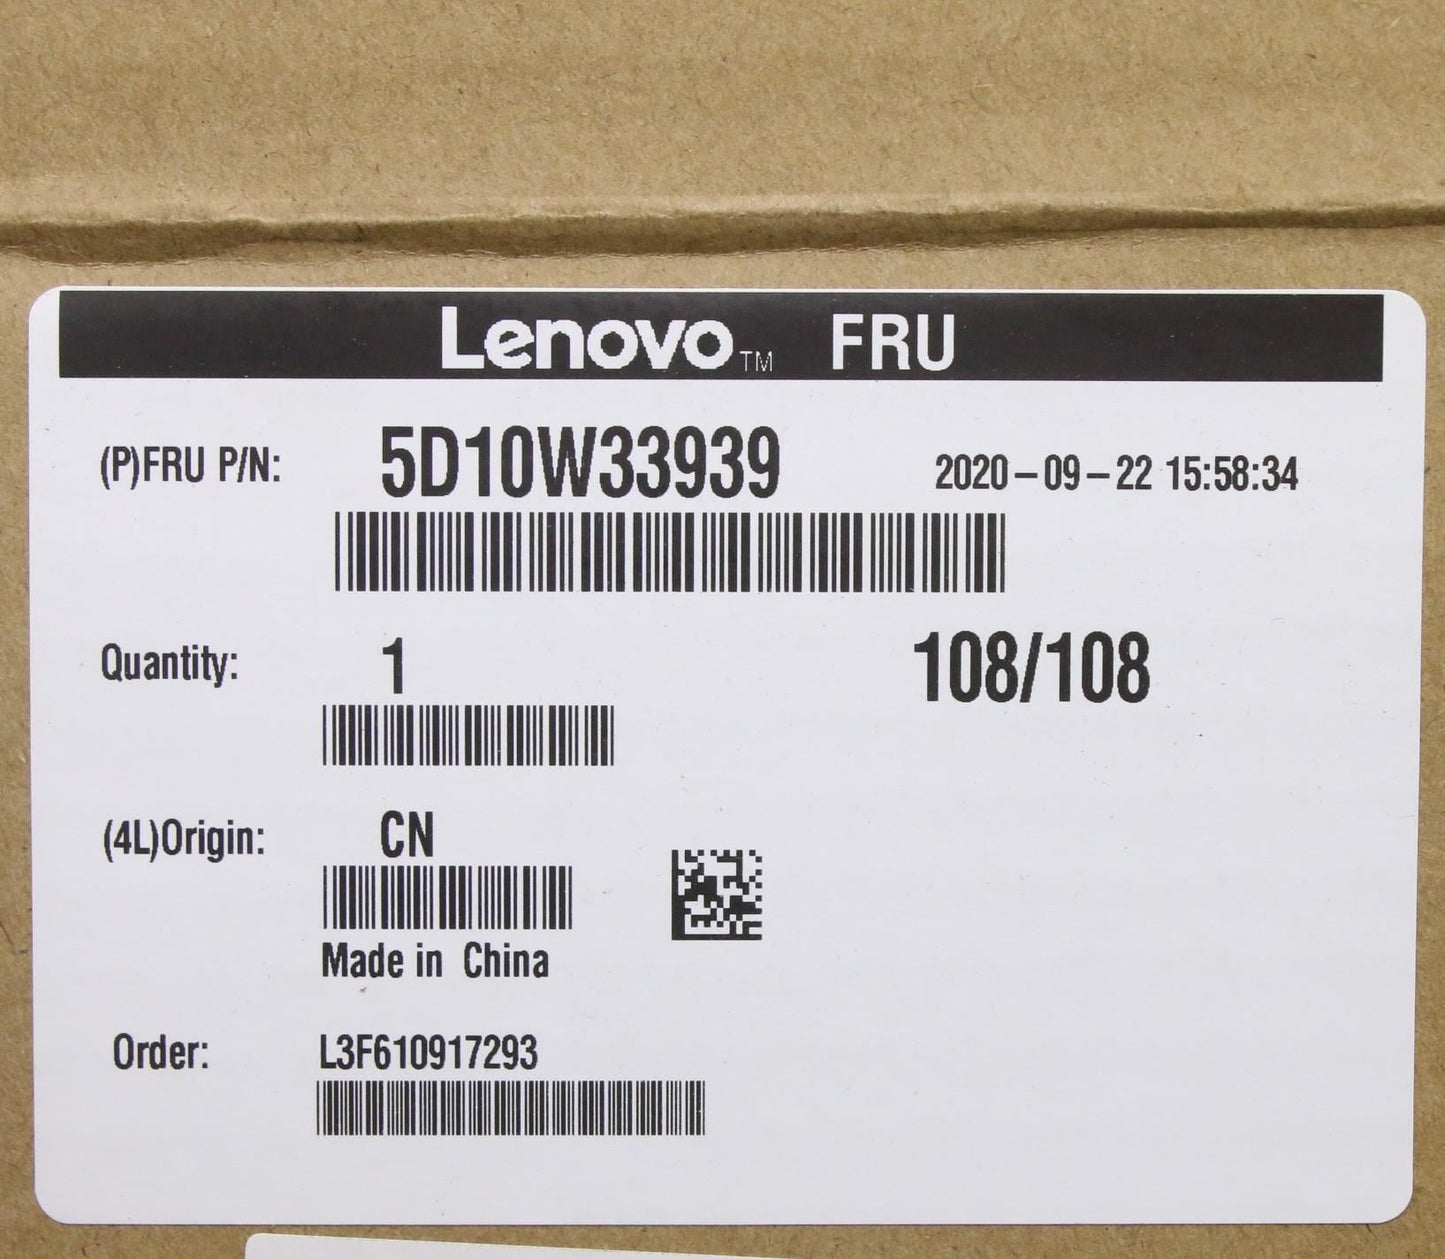 Lenovo™ FRU
(P)FRU P/N: 5D10W33939 2020-09-22 15:58:34
Quantity: 1 108/108
(4L)Origin: CN
Made in China
Order: L3F610917293